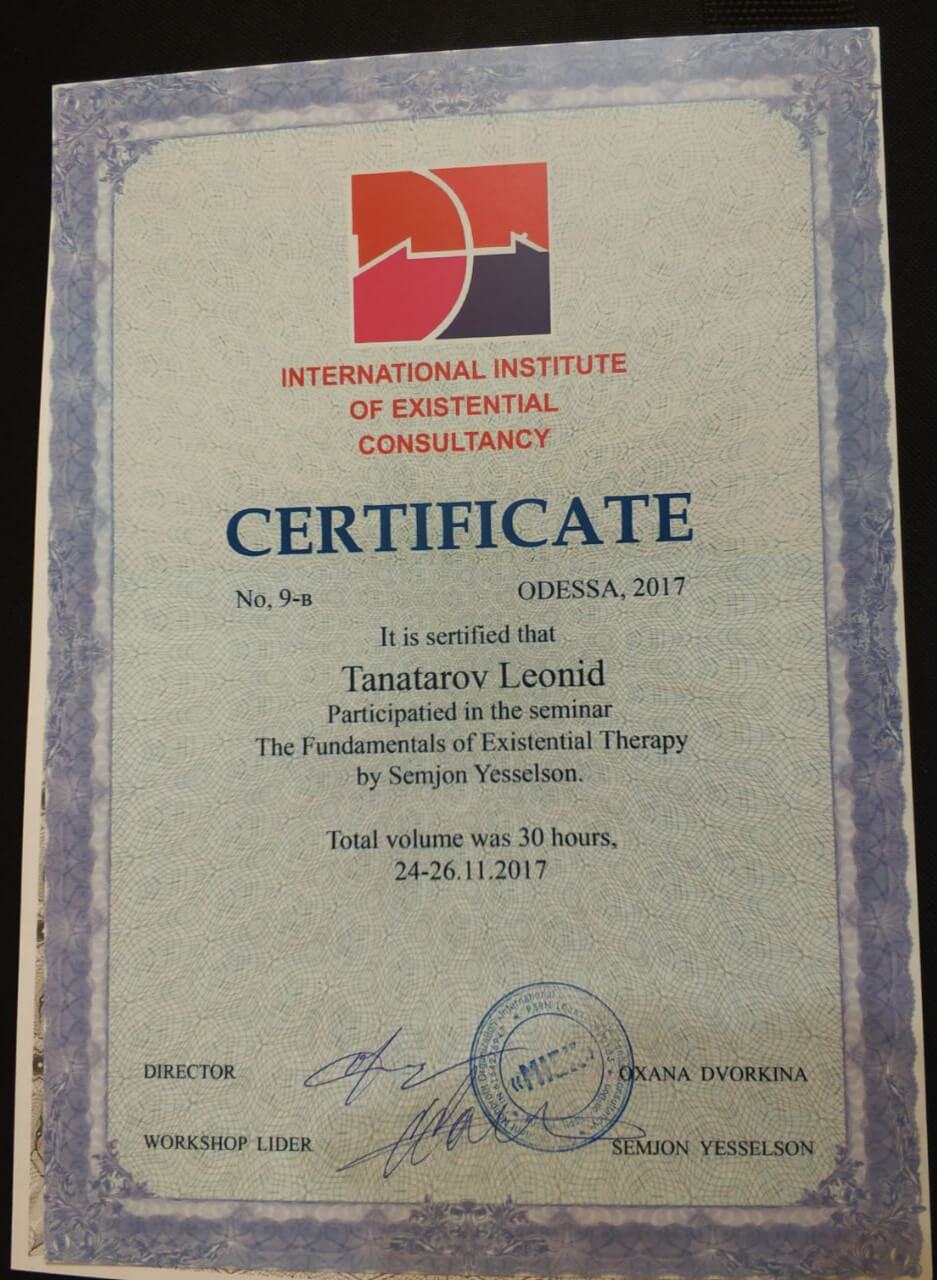 INTERNATIONAL INSTITUTE
OF EXISTENTIAL
CONSULTANCY
CERTIFICATE
No, 9-в ODESSA, 2017
It is sertified that
Tanatarov Leonid
Participatied in the seminar
The Fundamentals of Existential Therapy
by Semjon Yesselson.
Total volume was 30 hours,
24-26.11.2017
DIRECTOR OXANA DVORKINA
WORKSHOP LIDER SEMJON YESSELSON